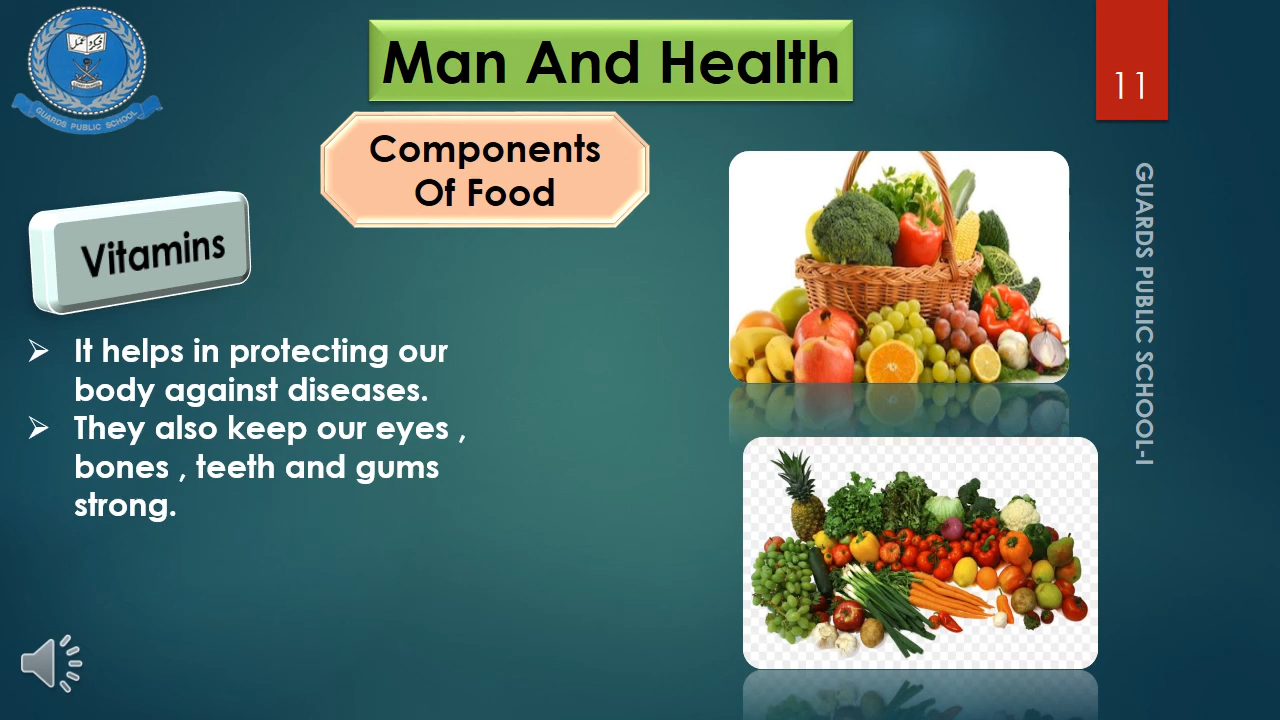 Man And Health
11
Components
Of Food
Vitamins
➢ It helps in protecting our
body against diseases.
➢ They also keep our eyes ,
bones , teeth and gums
strong.
GUARDS PUBLIC SCHOOL-I
GUARDS PUBLIC SCHOOL